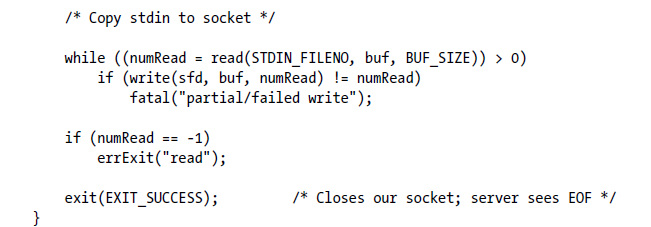 /* Copy stdin to socket */
while ((numRead = read(STDIN_FILENO, buf, BUF_SIZE)) > 0)
if (write(sfd, buf, numRead) != numRead)
fatal("partial/failed write");
if (numRead == -1)
errExit("read");
exit(EXIT_SUCCESS); /* Closes our socket; server sees EOF */
}